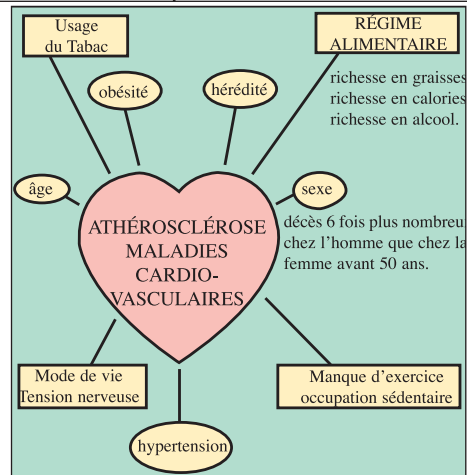 Usage
du Tabac
RÉGIME
ALIMENTAIRE
richesse en graisses
richesse en calories
richesse en alcool.
obésité
hérédité
âge
sexe
décès 6 fois plus nombreu
chez l'homme que chez la
femme avant 50 ans.
ATHÉROSCLÉROSE
MALADIES
CARDIO-
VASCULAIRES
Mode de vie
Tension nerveuse
Manque d'exercice
occupation sédentaire
hypertension